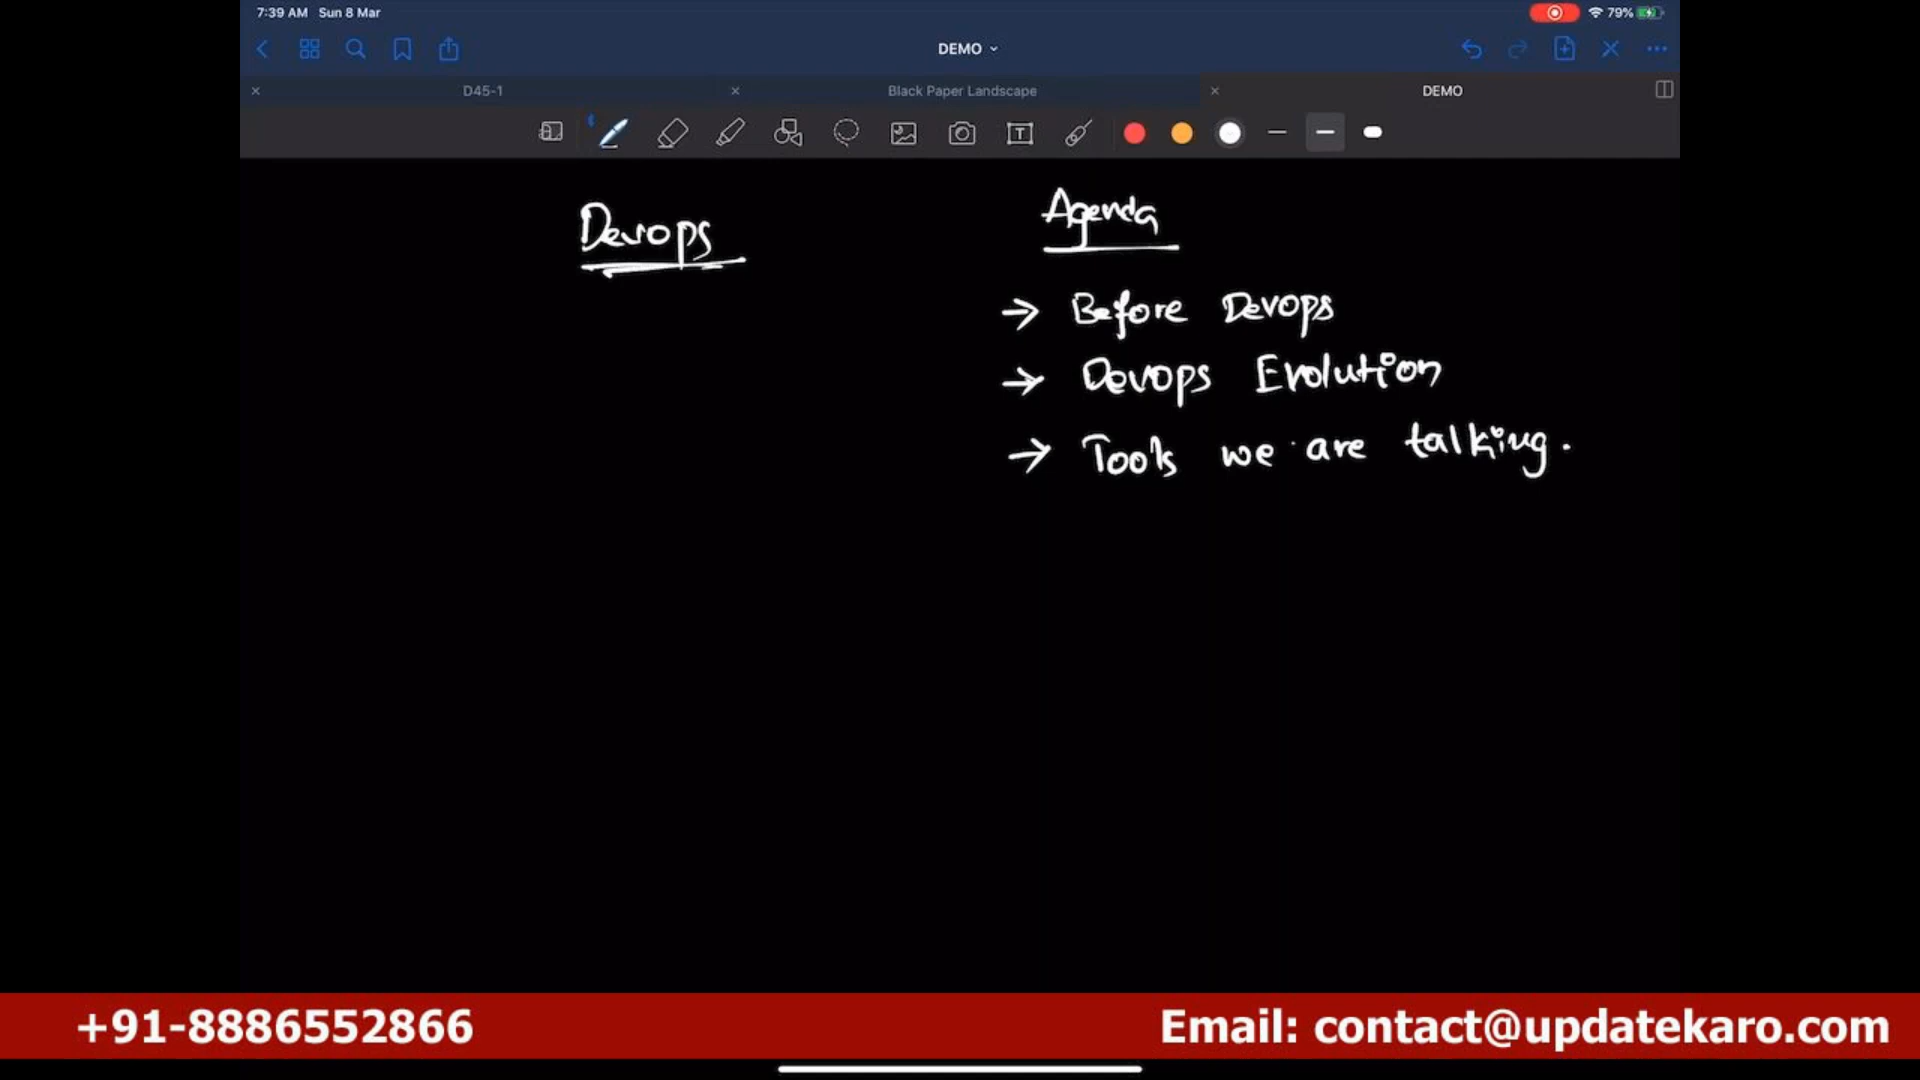 7:39 AM Sun 8 Mar
79%
DEMO
D45-1
Black Paper Landscape
DEMO
T
Devops
Agenda
→ Before Devops
→ Devops Evolution
→ Tools we are talking.
+91-8886552866
Email: contact@updatekaro.com